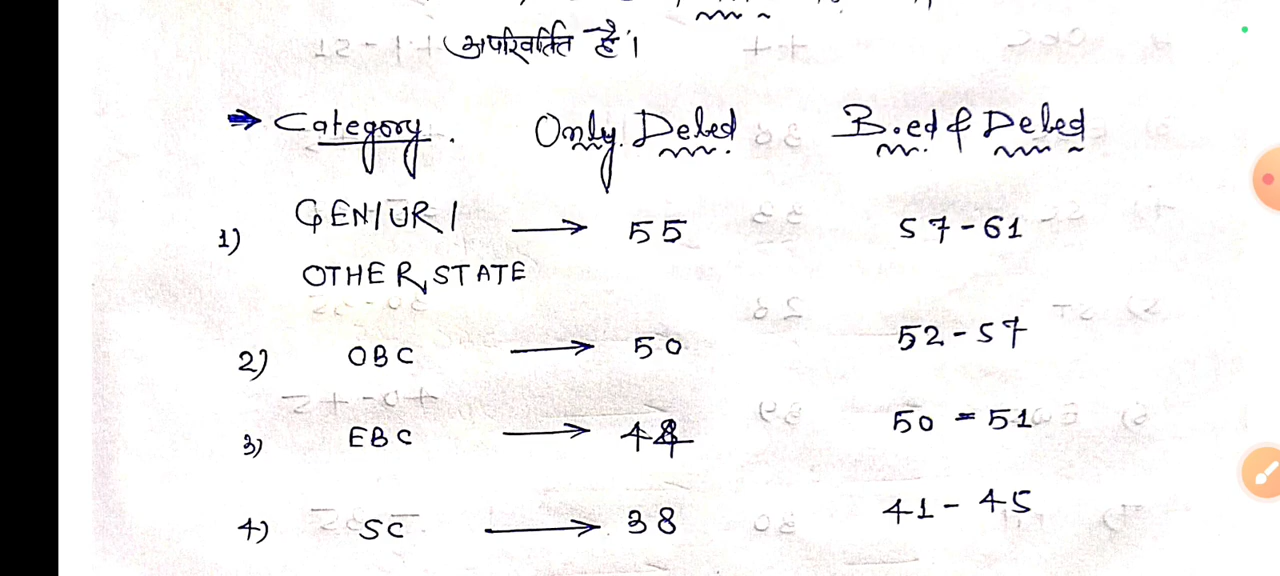 अपरिवर्तित है।
→ Category. Only. Deled B.ed & Deled
1) GEN/UR/ → 55 57-61
OTHER STATE
2) OBC → 50 52-57
3) EBC → 50 = 51
4) SC → 38 41-45